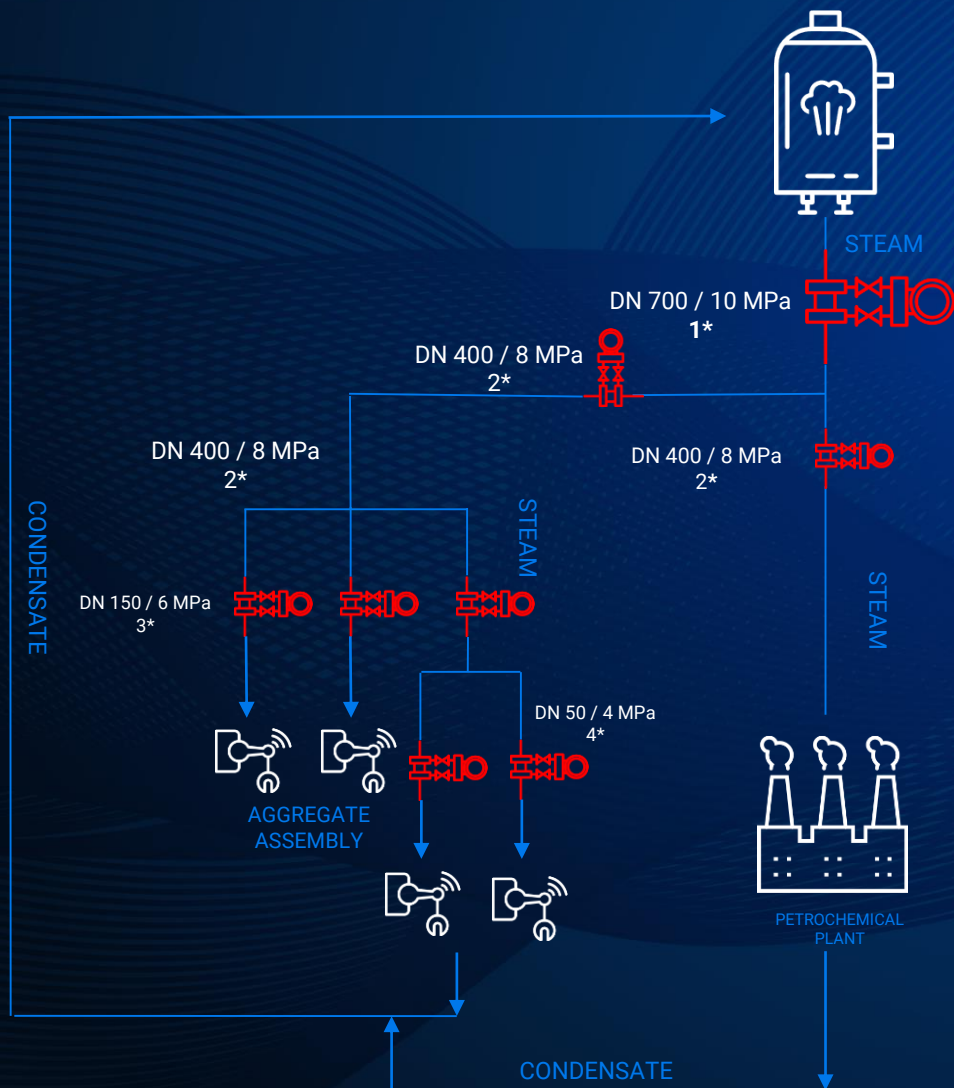 STEAM
DN 700 / 10 MPa
1*
DN 400 / 8 MPa
2*
DN 400 / 8 MPa
2*
DN 400 / 8 MPa
2*
CONDENSATE
STEAM
STEAM
DN 150 / 6 MPa
3*
DN 50 / 4 MPa
4*
AGGREGATE
ASSEMBLY
PETROCHEMICAL
PLANT
CONDENSATE